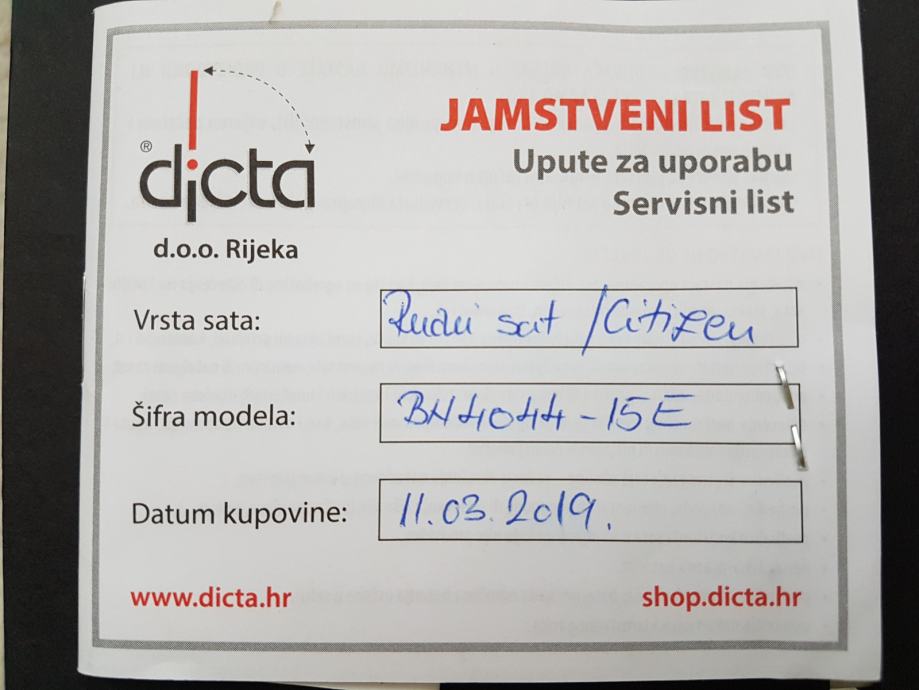 JAMSTVENI LIST
Upute za uporabu
Servisni list
® dicta
d.o.o. Rijeka
Vrsta sata: Ručni sat / Citizen
Šifra modela: BH4044-15E
Datum kupovine: 11.03.2019.
www.dicta.hr
shop.dicta.hr